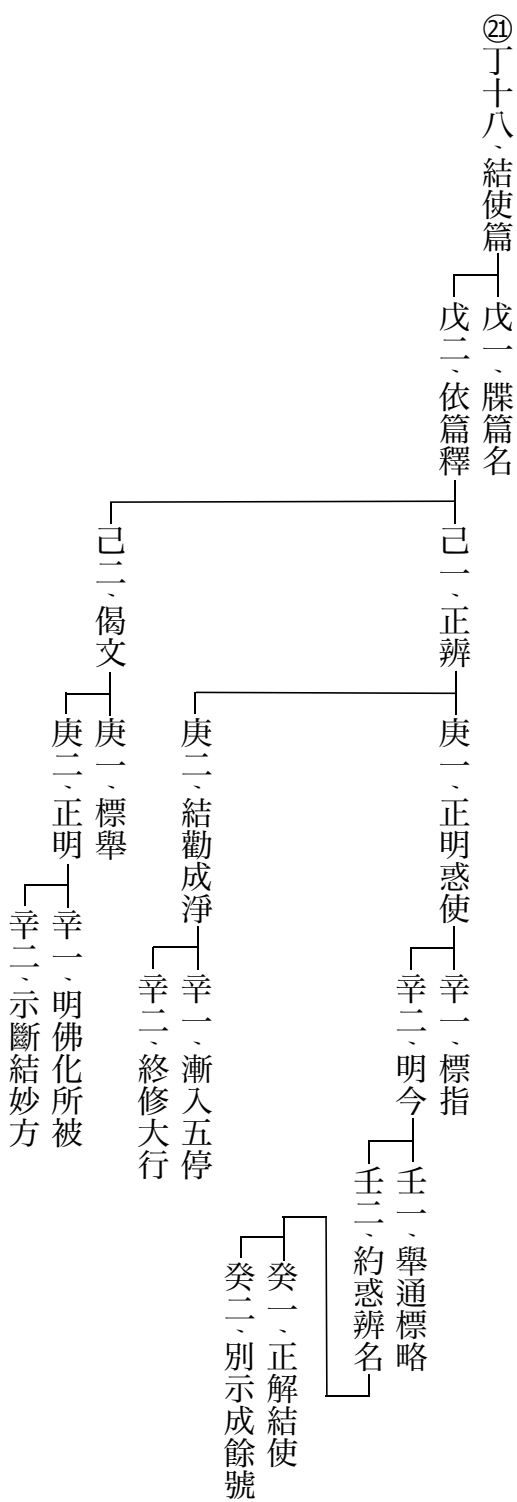 ㉑丁十八、結使篇
戊一、牒篇名
戊二、依篇釋
己一、正辨
庚一、正明惑使
辛一、標指
辛二、明今
壬一、舉通標略
壬二、約惑辨名
癸一、正解結使
癸二、別示成餘號
庚二、結勸成淨
辛一、漸入五停
辛二、終修大行
己二、偈文
庚一、標舉
庚二、正明
辛一、明佛化所被
辛二、示斷結妙方